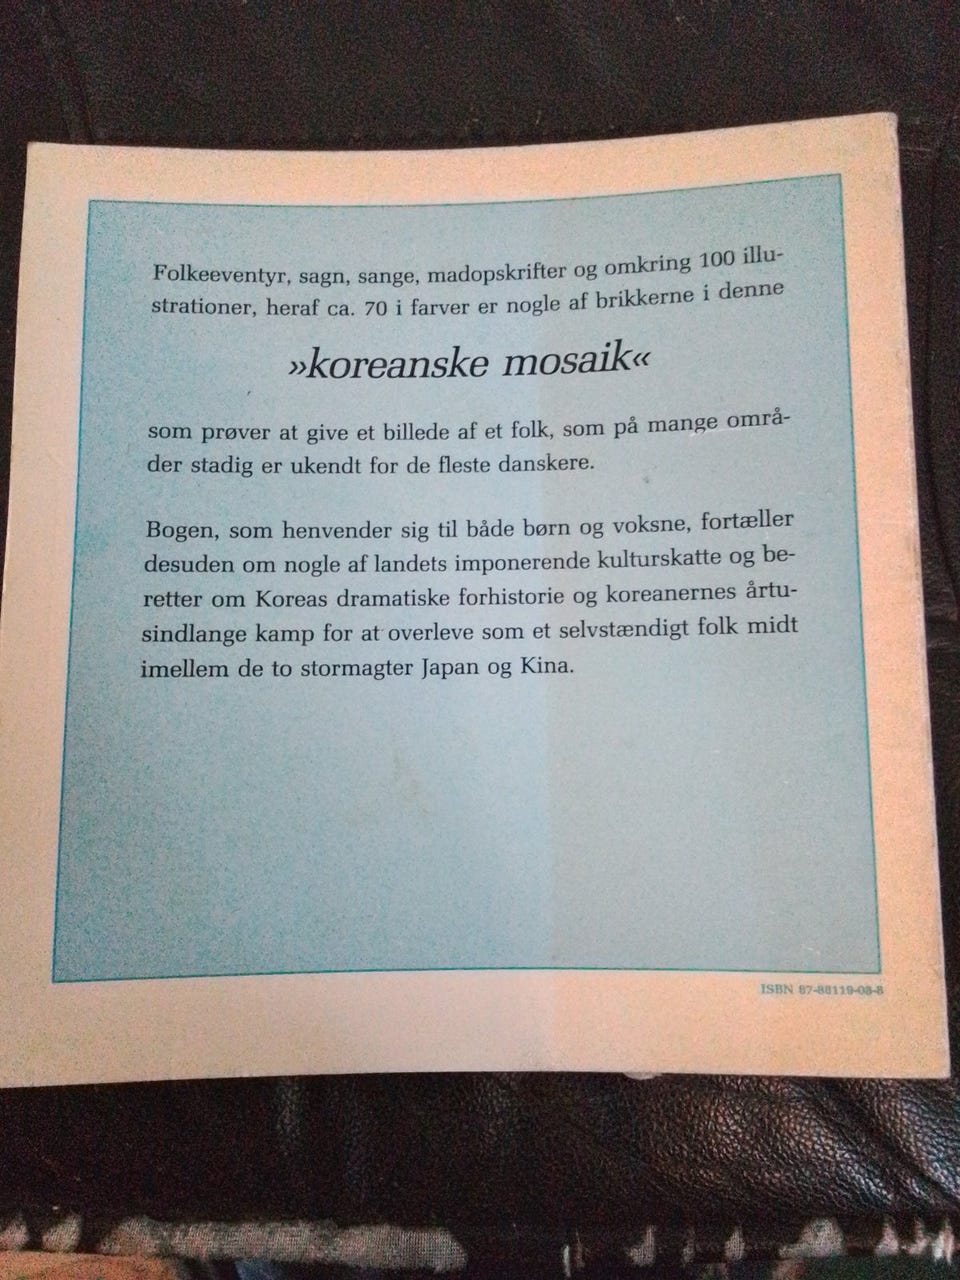 Folkeeventyr, sagn, sange, madopskrifter og omkring 100 illu-
strationer, heraf ca. 70 i farver er nogle af brikkerne i denne
»koreanske mosaik«
som prøver at give et billede af et folk, som på mange områ-
der stadig er ukendt for de fleste danskere.
Bogen, som henvender sig til både børn og voksne, fortæller
desuden om nogle af landets imponerende kulturskatte og be-
retter om Koreas dramatiske forhistorie og koreanernes årtu-
sindlange kamp for at overleve som et selvstændigt folk midt
imellem de to stormagter Japan og Kina.
ISBN 87-88119-08-8